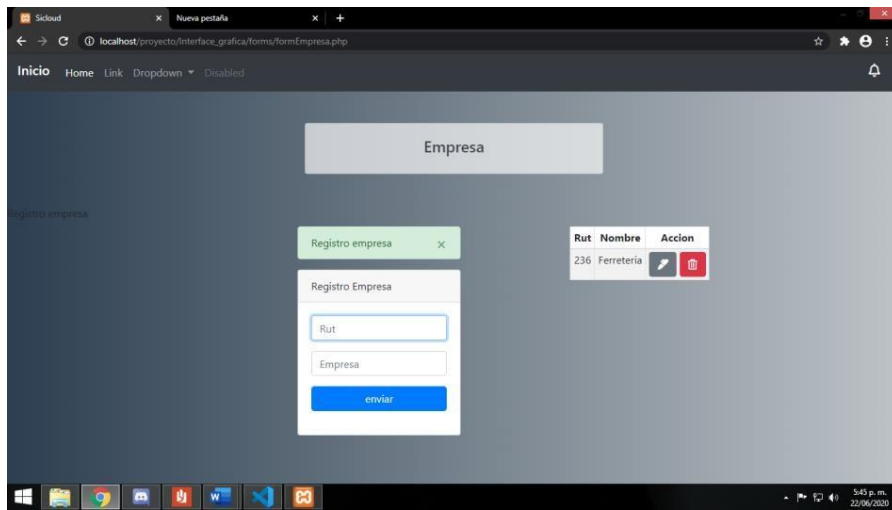 Sicloud
Nueva pestaña
localhost/proyecto/Interface_grafica/forms/formEmpresa.php
Inicio Home Link Dropdown Disabled
Empresa
Registro empresa
Registro empresa
Rut Nombre Accion
236 Ferreteria
Registro Empresa
Rut
Empresa
enviar
5:45 p. m.
22/06/2020